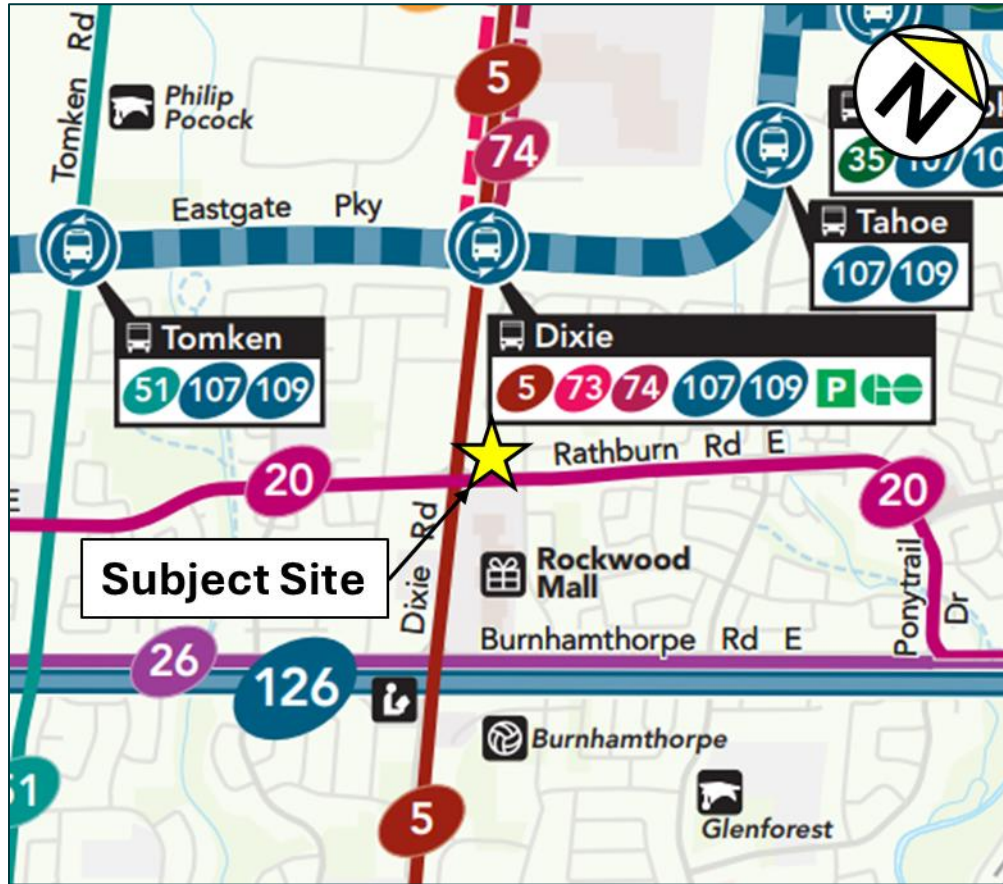 Tomken Rd
Philip
Pocock
5
74
N
35 107 10
Eastgate Pky
Tahoe
107 109
Tomken
51 107 109
Dixie
5 73 74 107 109 P
Rathburn Rd E
20
20
Subject Site
Dixie Rd
Rockwood
Mall
Ponytrail Dr
Burnhamthorpe Rd E
26
126
Burnhamthorpe
51
5
Glenforest